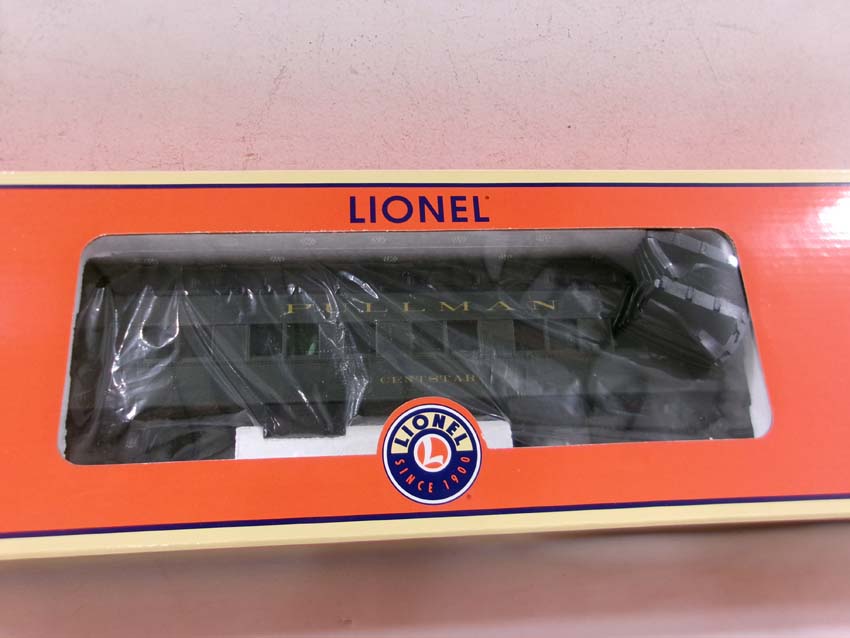 LIONEL
PULLMAN
CENTSTAR
LIONEL
L
SINCE 1900